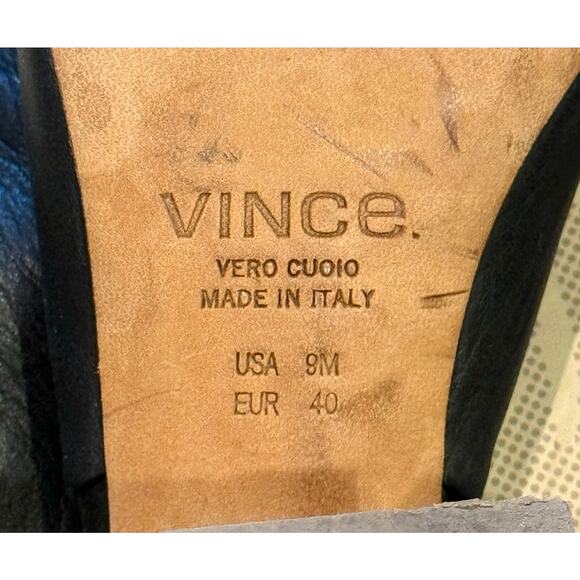 VINCe.
VERO CUOIO
MADE IN ITALY
USA 9M
EUR 40